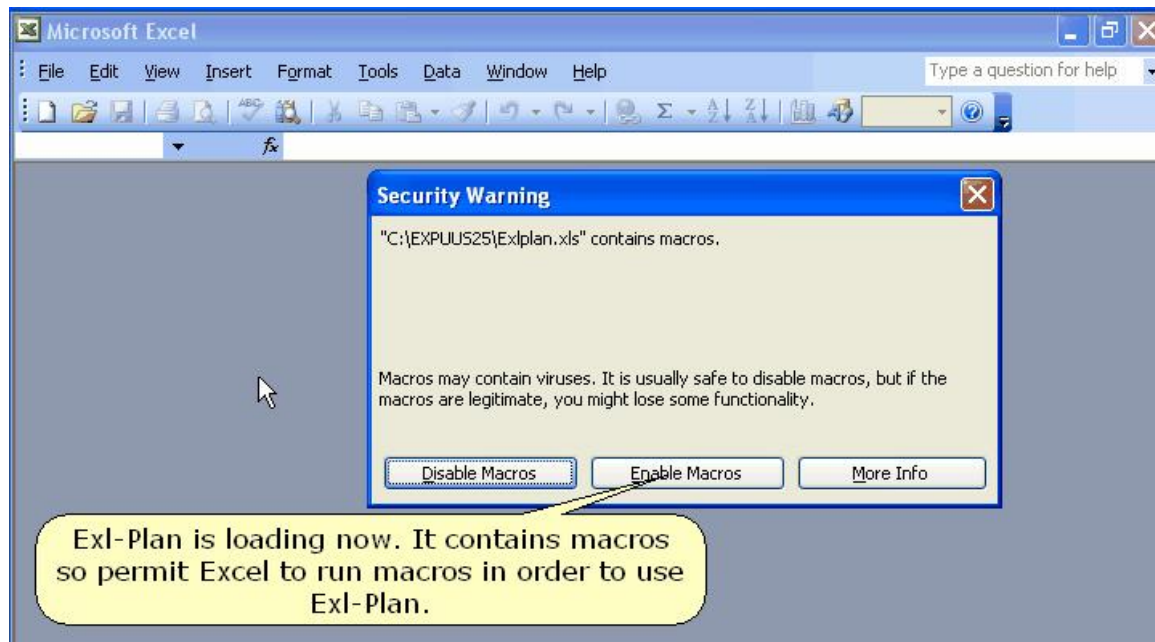 Microsoft Excel
File Edit View Insert Format Tools Data Window Help Type a question for help
ABC Σ A Z Z A ?
fx
Security Warning
"C:\EXPUUS25\Exlplan.xls" contains macros.
Macros may contain viruses. It is usually safe to disable macros, but if the
macros are legitimate, you might lose some functionality.
Disable Macros Enable Macros More Info
Exl-Plan is loading now. It contains macros
so permit Excel to run macros in order to use
Exl-Plan.